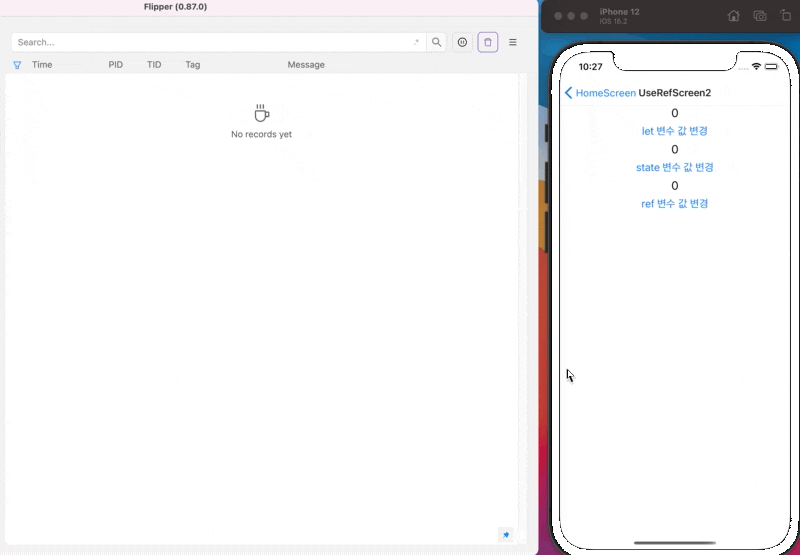 Flipper (0.87.0)
Search...
.*
Time PID TID Tag Message
No records yet
iPhone 12
iOS 16.2
10:27
HomeScreen UseRefScreen2
0
let 변수 값 변경
0
state 변수 값 변경
0
ref 변수 값 변경